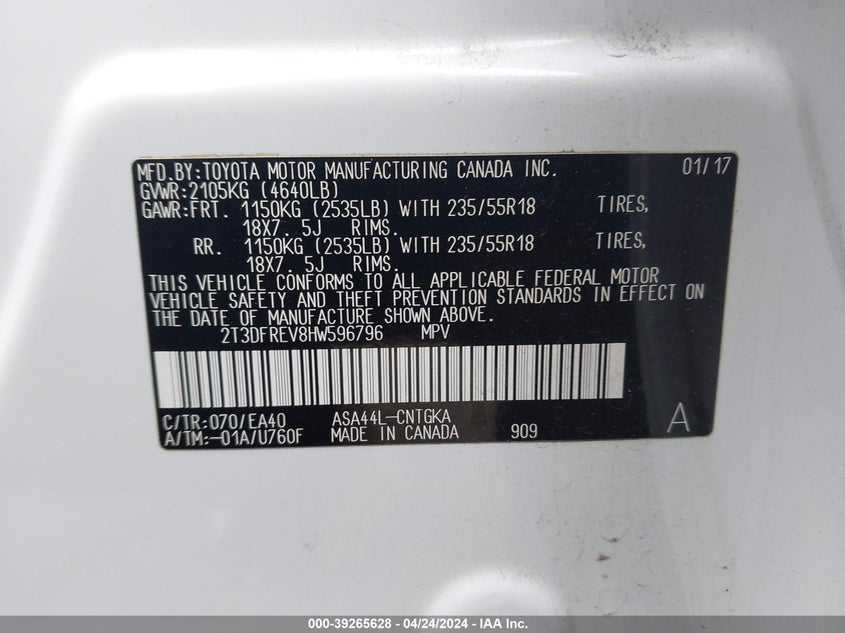 MFD.BY:TOYOTA MOTOR MANUFACTURING CANADA INC. 01/17
GVWR:2105KG (4640LB)
GAWR:FRT. 1150KG (2535LB) WITH 235/55R18 TIRES,
18X7. 5J RIMS.
RR. 1150KG (2535LB) WITH 235/55R18 TIRES,
18X7. 5J RIMS.
THIS VEHICLE CONFORMS TO ALL APPLICABLE FEDERAL MOTOR
VEHICLE SAFETY AND THEFT PREVENTION STANDARDS IN EFFECT ON
THE DATE OF MANUFACTURE SHOWN ABOVE.
2T3DFREV8HW596796 MPV
C/TR:070/EA40 ASA44L-CNTGKA
A/TM:-01A/U760F MADE IN CANADA 909 A
000-39265628 - 04/24/2024 - IAA Inc.